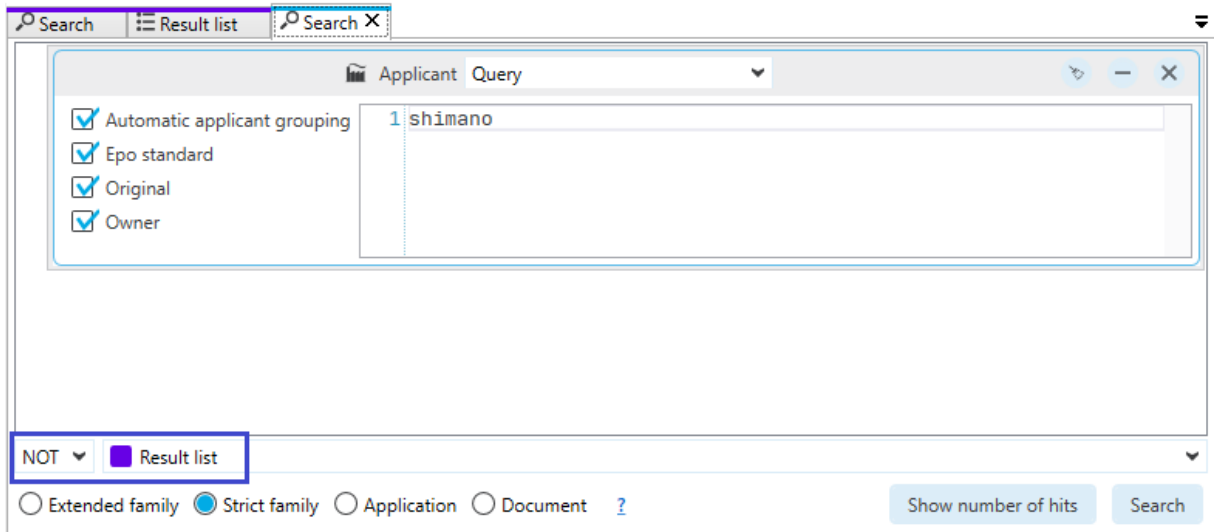 Search Result list Search
Applicant Query
Automatic applicant grouping
1 shimano
Epo standard
Original
Owner
NOT Result list
Extended family Strict family Application Document ? Show number of hits Search